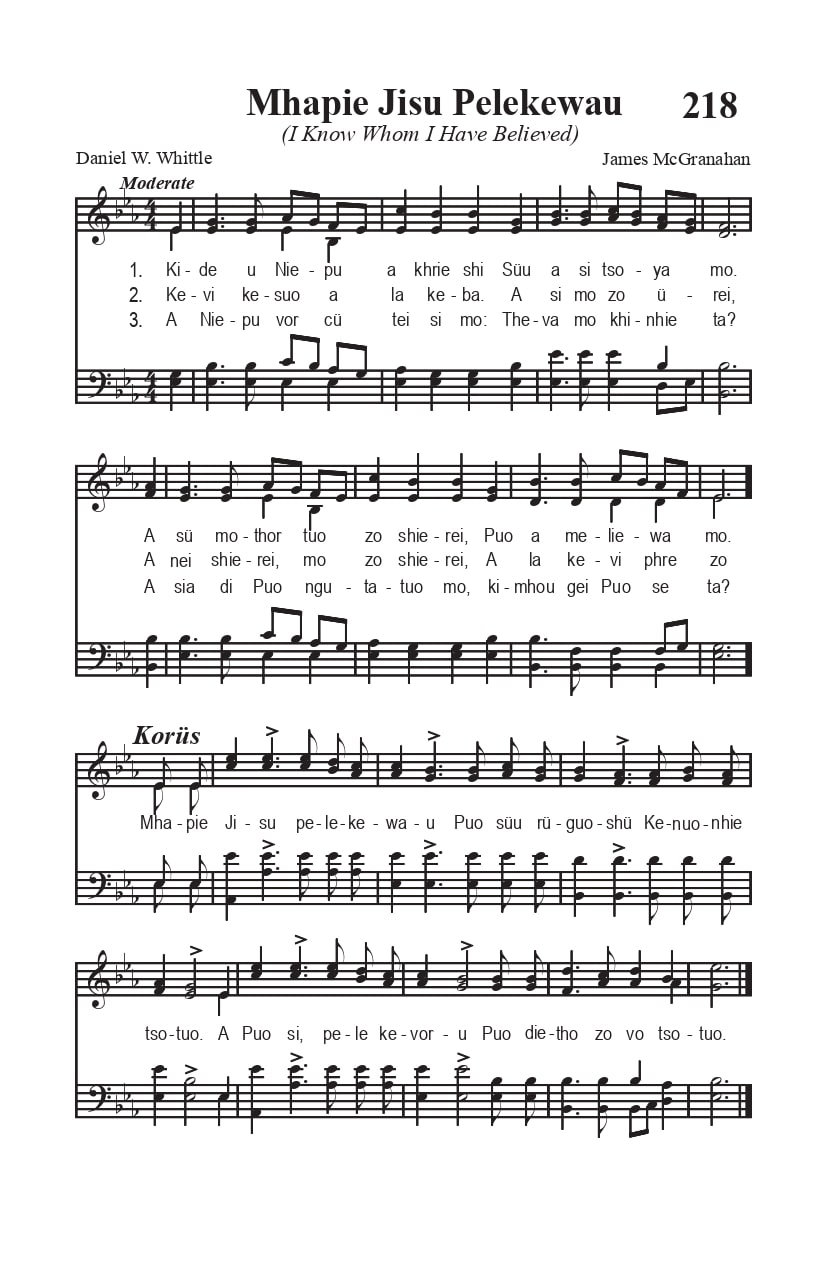 Mhapie Jisu Pelekewau 218
(I Know Whom I Have Believed)
Daniel W. Whittle James McGranahan
Moderate
1. Ki - de u Nie - pu a khrie shi Süu a si tso - ya mo.
2. Ke - vi ke - suo a la ke - ba. A si mo zo ü - rei,
3. A Nie - pu vor cü tei si mo: The - va mo khi - nhie ta?
A sü mo - thor tuo zo shie - rei, Puo a me - lie - wa mo.
A nei shie - rei, mo zo shie - rei, A la ke - vi phre zo
A sia di Puo ngu - ta - tuo mo, ki - mhou gei Puo se ta?
Korüs
Mha - pie Ji - su pe - le - ke - wa - u Puo süu rü - guo - shü Ke - nuo - nhie
tso - tuo. A Puo si, pe - le ke - vor - u Puo die - tho zo vo tso - tuo.